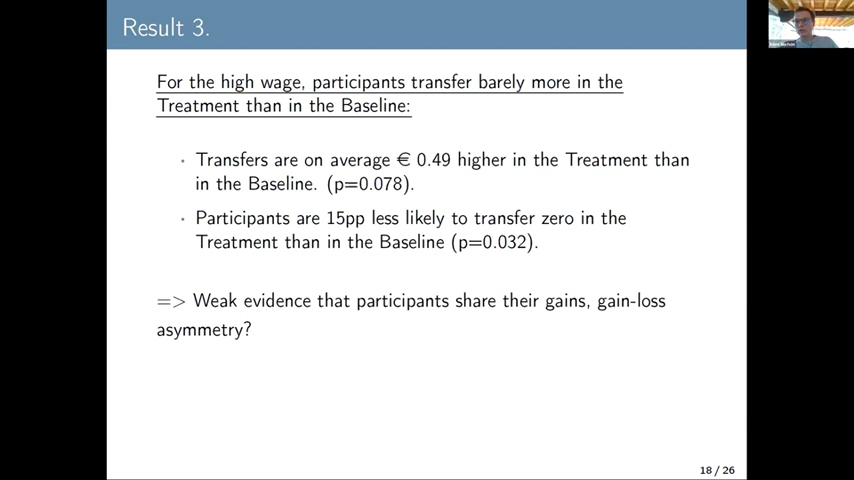 Result 3.
For the high wage, participants transfer barely more in the
Treatment than in the Baseline:
Transfers are on average € 0.49 higher in the Treatment than
in the Baseline. (p=0.078).
Participants are 15pp less likely to transfer zero in the
Treatment than in the Baseline (p=0.032).
=> Weak evidence that participants share their gains, gain-loss
asymmetry?
18 / 26